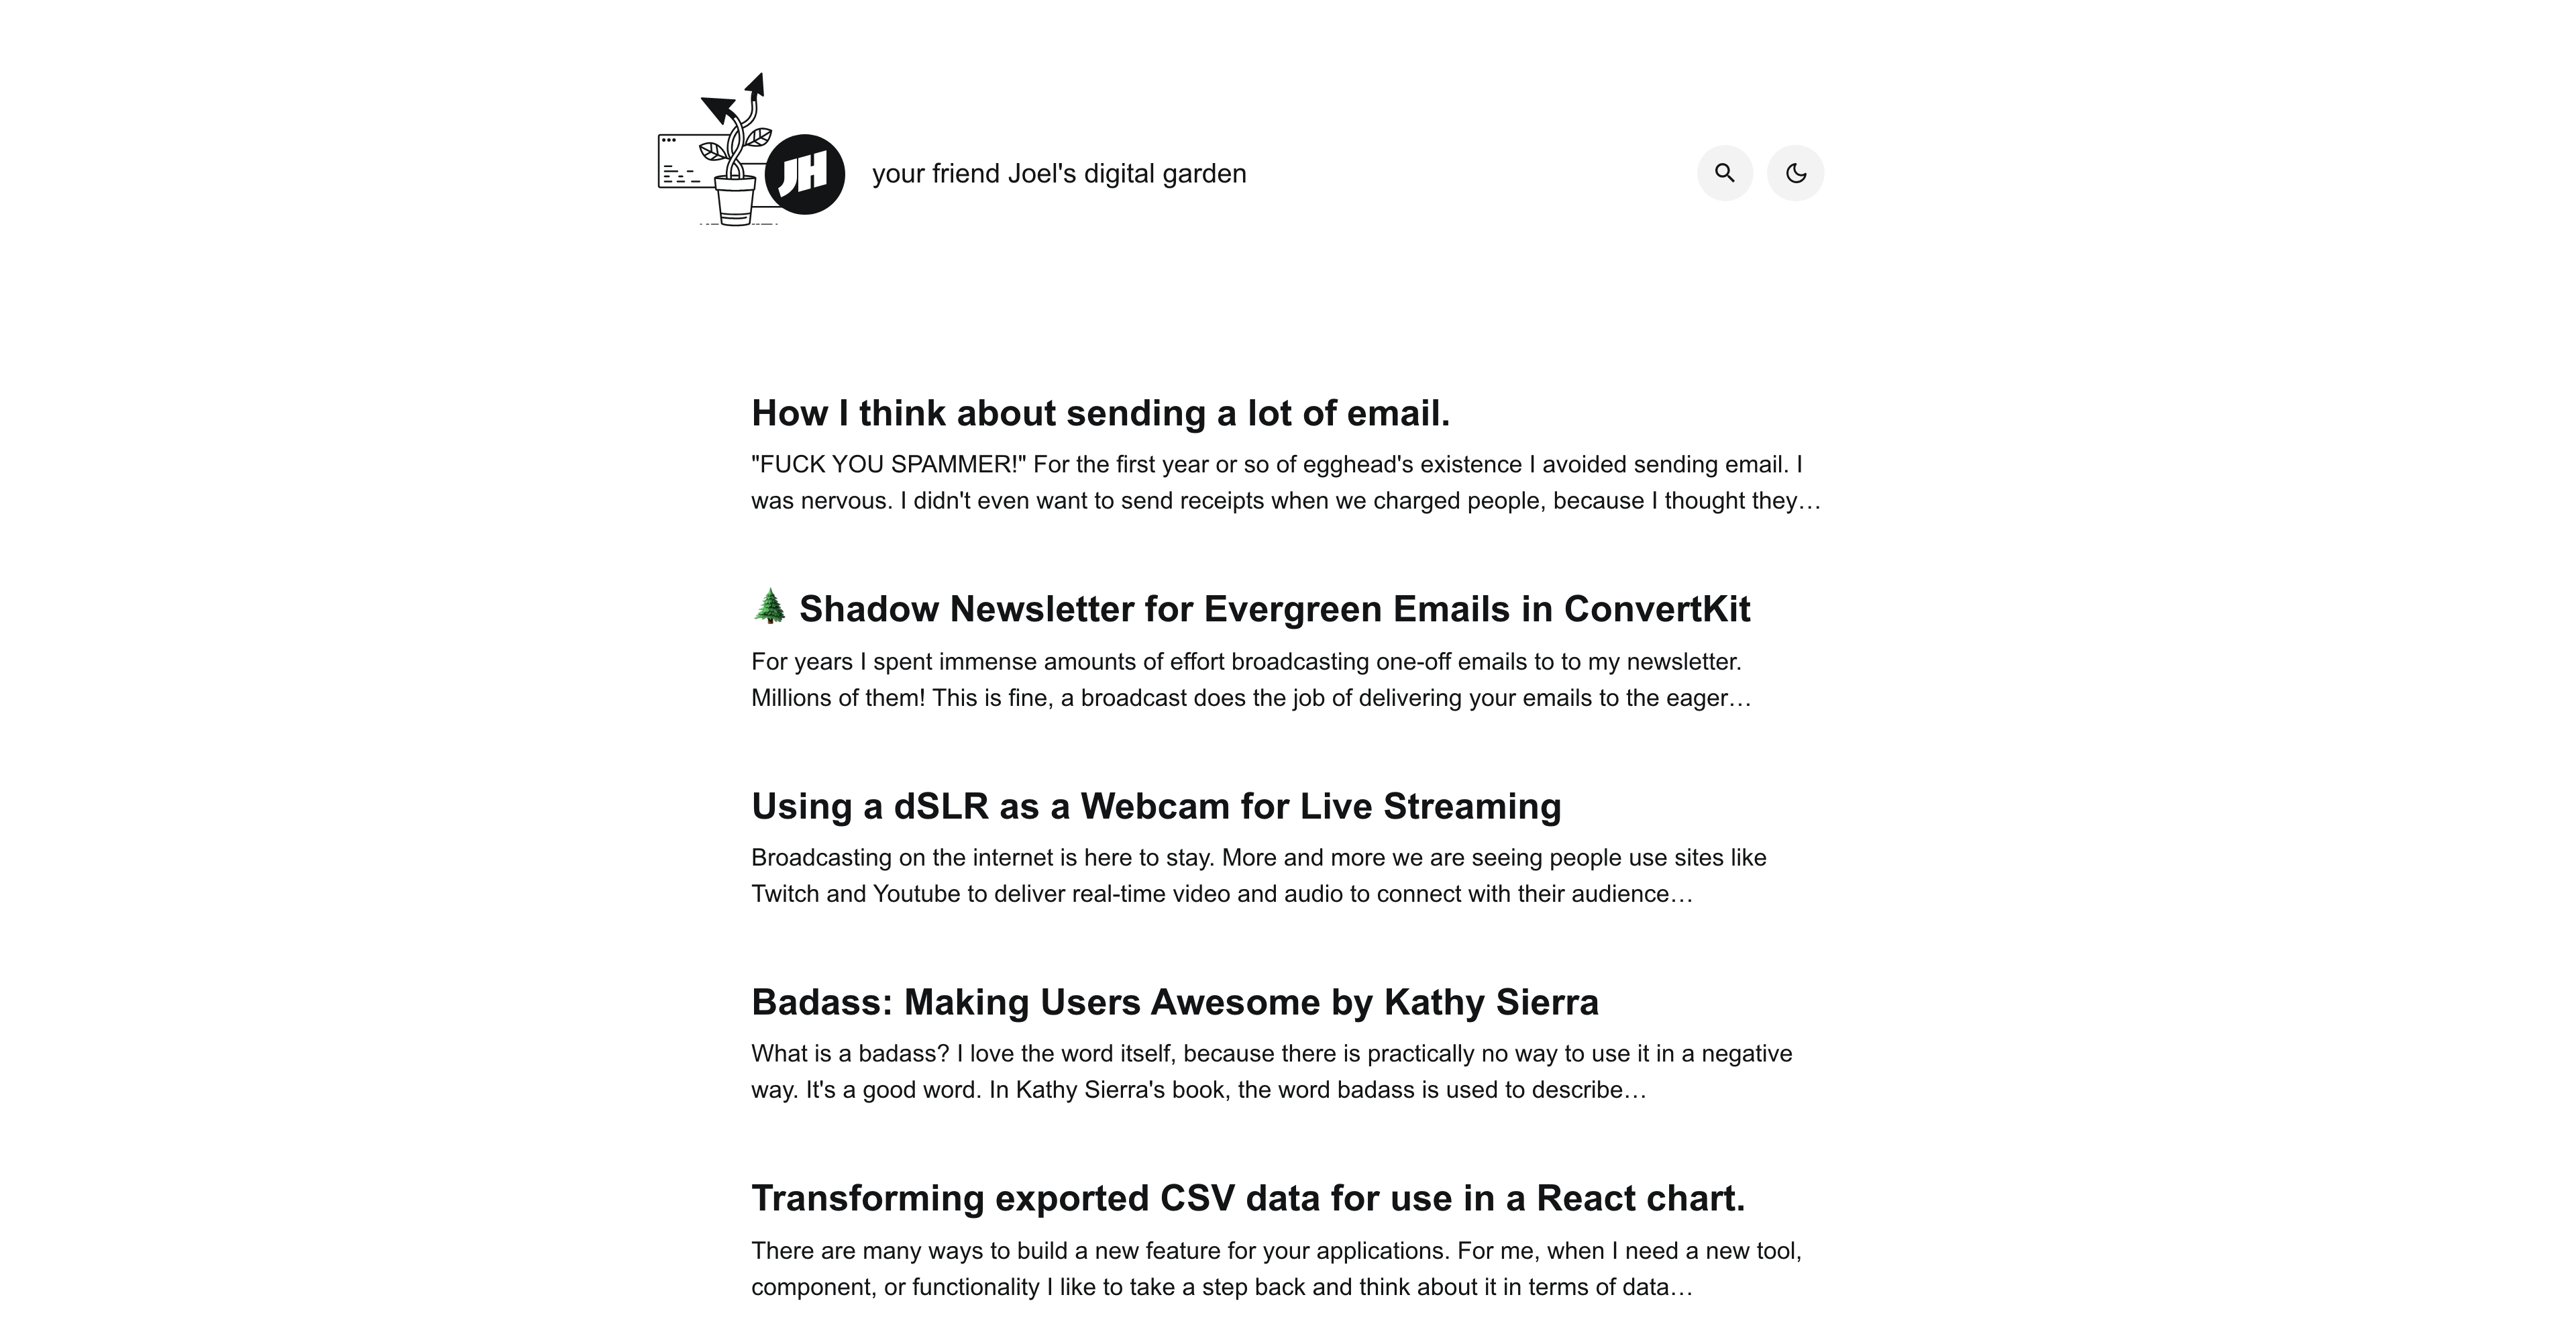 JH
your friend Joel's digital garden
How I think about sending a lot of email.
"FUCK YOU SPAMMER!" For the first year or so of egghead's existence I avoided sending email. I
was nervous. I didn't even want to send receipts when we charged people, because I thought they…
🌲 Shadow Newsletter for Evergreen Emails in ConvertKit
For years I spent immense amounts of effort broadcasting one-off emails to to my newsletter.
Millions of them! This is fine, a broadcast does the job of delivering your emails to the eager…
Using a dSLR as a Webcam for Live Streaming
Broadcasting on the internet is here to stay. More and more we are seeing people use sites like
Twitch and Youtube to deliver real-time video and audio to connect with their audience…
Badass: Making Users Awesome by Kathy Sierra
What is a badass? I love the word itself, because there is practically no way to use it in a negative
way. It's a good word. In Kathy Sierra's book, the word badass is used to describe…
Transforming exported CSV data for use in a React chart.
There are many ways to build a new feature for your applications. For me, when I need a new tool,
component, or functionality I like to take a step back and think about it in terms of data…